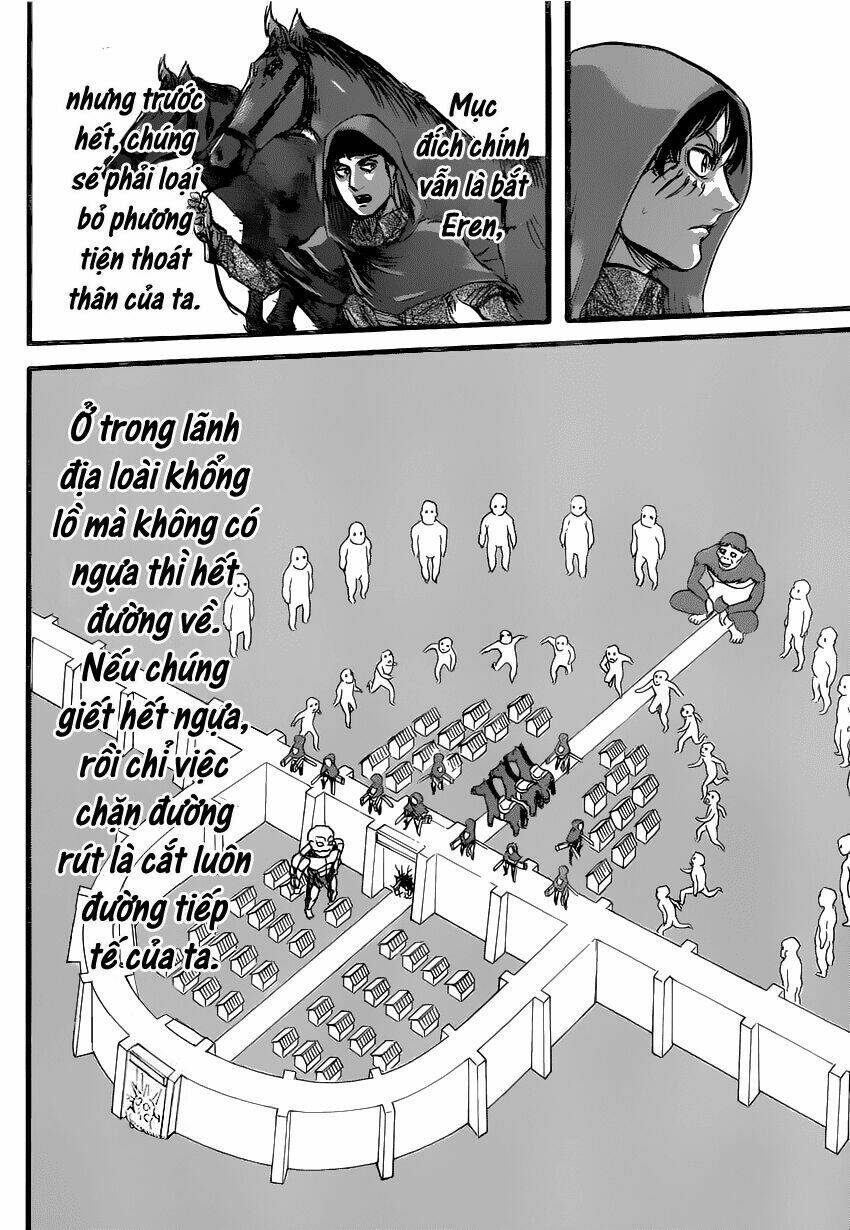 Mục
đích chính
vẫn là bắt
Eren,
nhưng trước
hết, chúng
sẽ phải loại
bỏ phương
tiện thoát
thân của ta.
Ở trong lãnh
địa loài khổng
lồ mà không có
ngựa thì hết
đường về.
Nếu chúng
giết hết ngựa,
rồi chỉ việc
chặn đường
rút là cắt luôn
đường tiếp
tế của ta.